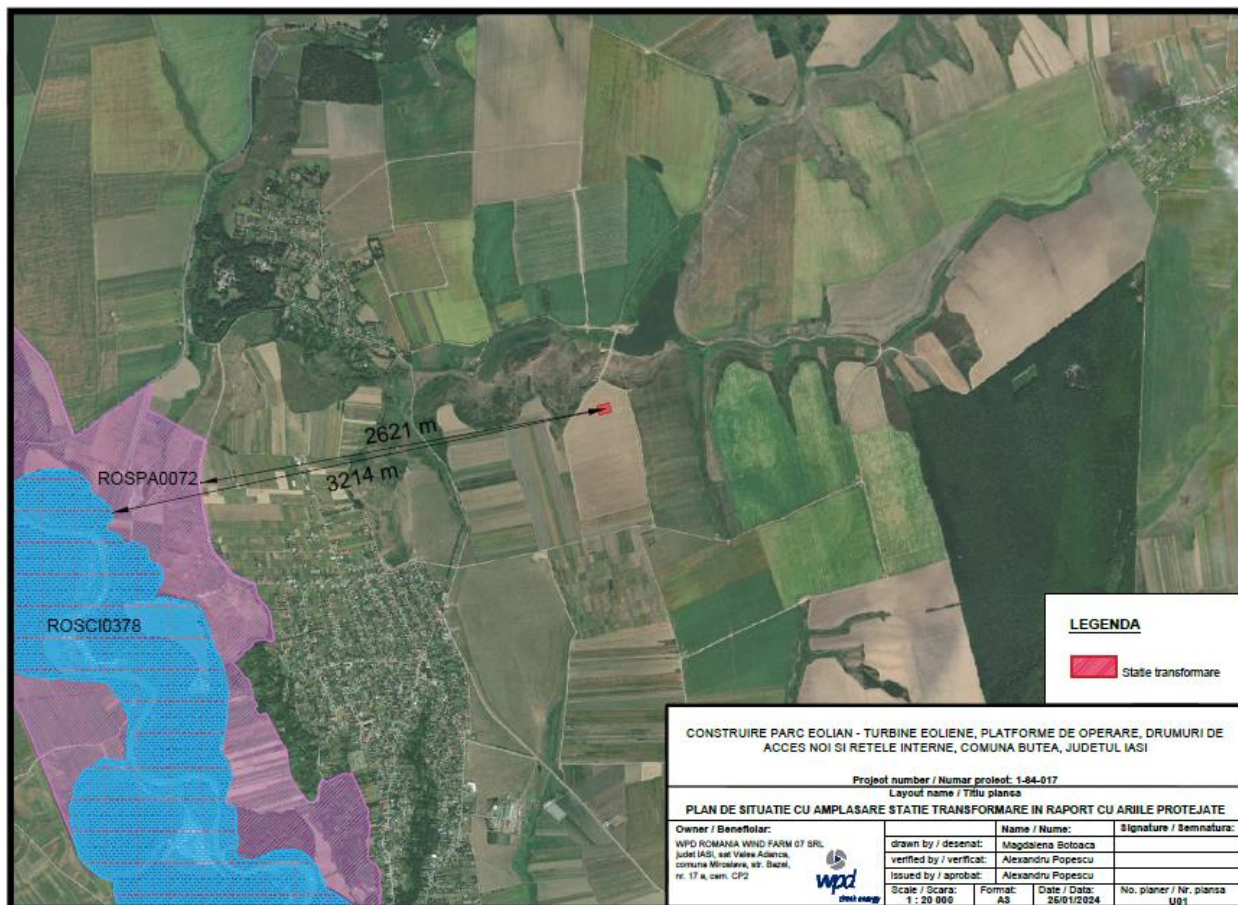 2621 m
ROSPA0072
3214 m
ROSCI0378
LEGENDA
Statie transformare
CONSTRUIRE PARC EOLIAN - TURBINE EOLIENE, PLATFORME DE OPERARE, DRUMURI DE
ACCES NOI SI RETELE INTERNE, COMUNA BUTEA, JUDETUL IASI
Project number / Numar proiect: 1-64-017
Layout name / Titlu plansa
PLAN DE SITUATIE CU AMPLASARE STATIE TRANSFORMARE IN RAPORT CU ARIILE PROTEJATE
Owner / Beneficiar:
WPD ROMANIA WIND FARM 07 SRL
judet IASI, sat Valea Adanca,
comuna Miroslava, str. Bazei,
nr. 17 a, cam. CP2
wpd
think energy
Name / Nume: Signature / Semnatura:
drawn by / desenat: Magdalena Botoaca
verified by / verificat: Alexandru Popescu
issued by / aprobat: Alexandru Popescu
Scale / Scara: Format: Date / Data: No. planer / Nr. plansa
1 : 20 000 A3 26/01/2024 U01